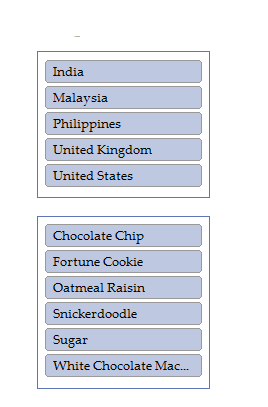 India
Malaysia
Philippines
United Kingdom
United States
Chocolate Chip
Fortune Cookie
Oatmeal Raisin
Snickerdoodle
Sugar
White Chocolate Mac...